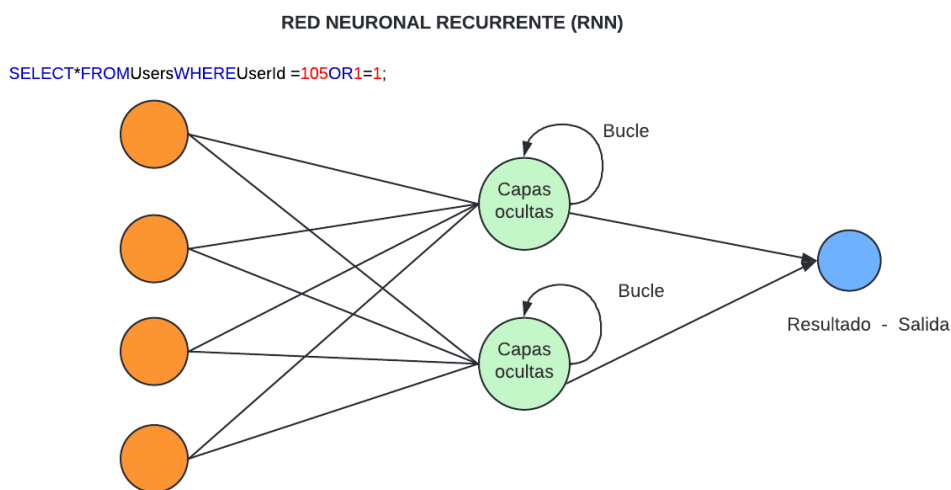 RED NEURONAL RECURRENTE (RNN)
SELECT*FROMUsersWHEREUserId =105OR1=1;
Bucle
Capas
ocultas
Bucle
Capas
ocultas
Resultado - Salida